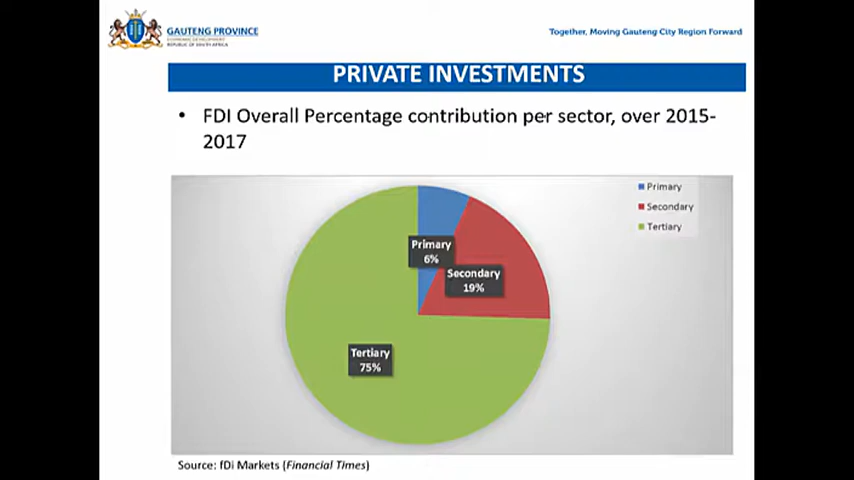 GAUTENG PROVINCE
REPUBLIC OF SOUTH AFRICA
Together, Moving Gauteng City Region Forward
PRIVATE INVESTMENTS
• FDI Overall Percentage contribution per sector, over 2015-
2017
Primary
Secondary
Tertiary
Primary
6%
Secondary
19%
Tertiary
75%
Source: fDi Markets (Financial Times)